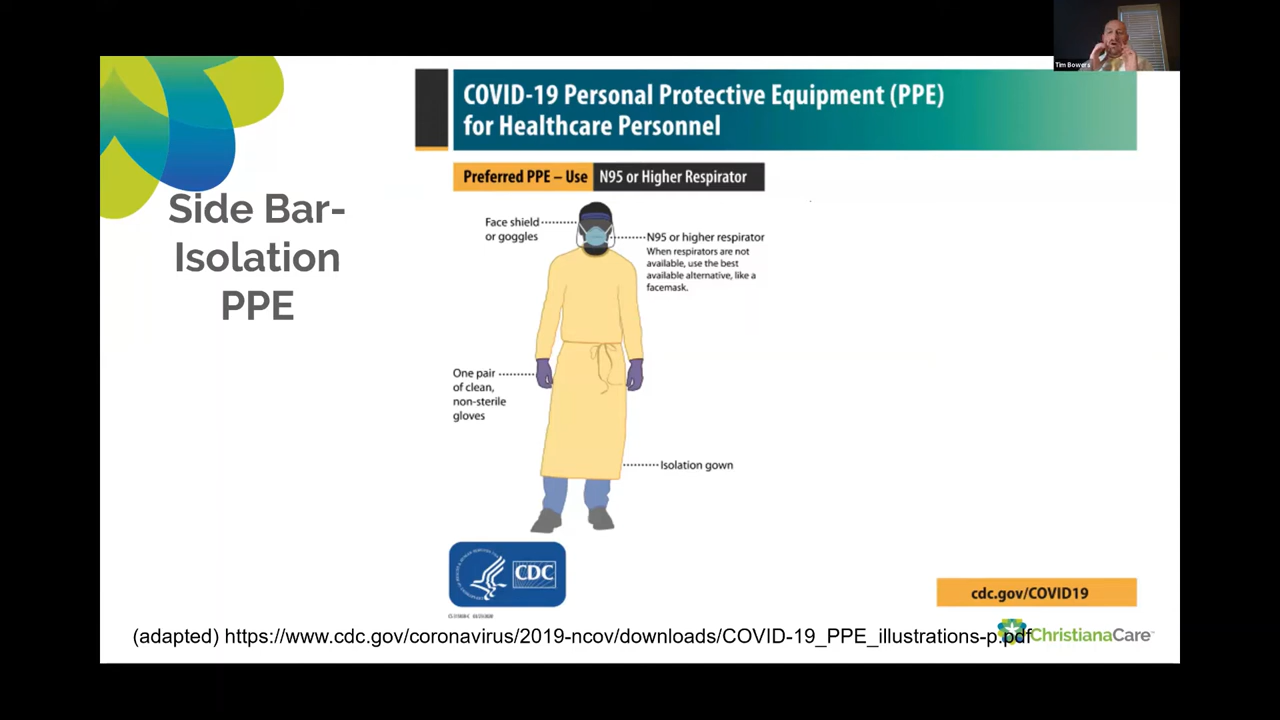 Tim Bowers
COVID-19 Personal Protective Equipment (PPE)
for Healthcare Personnel
Side Bar-
Isolation
PPE
Preferred PPE – Use N95 or Higher Respirator
Face shield
or goggles
N95 or higher respirator
When respirators are not
available, use the best
available alternative, like a
facemask.
One pair
of clean,
non-sterile
gloves
Isolation gown
CDC
cdc.gov/COVID19
(adapted) https://www.cdc.gov/coronavirus/2019-ncov/downloads/COVID-19_PPE_illustrations-p.pdf
ChristianaCare